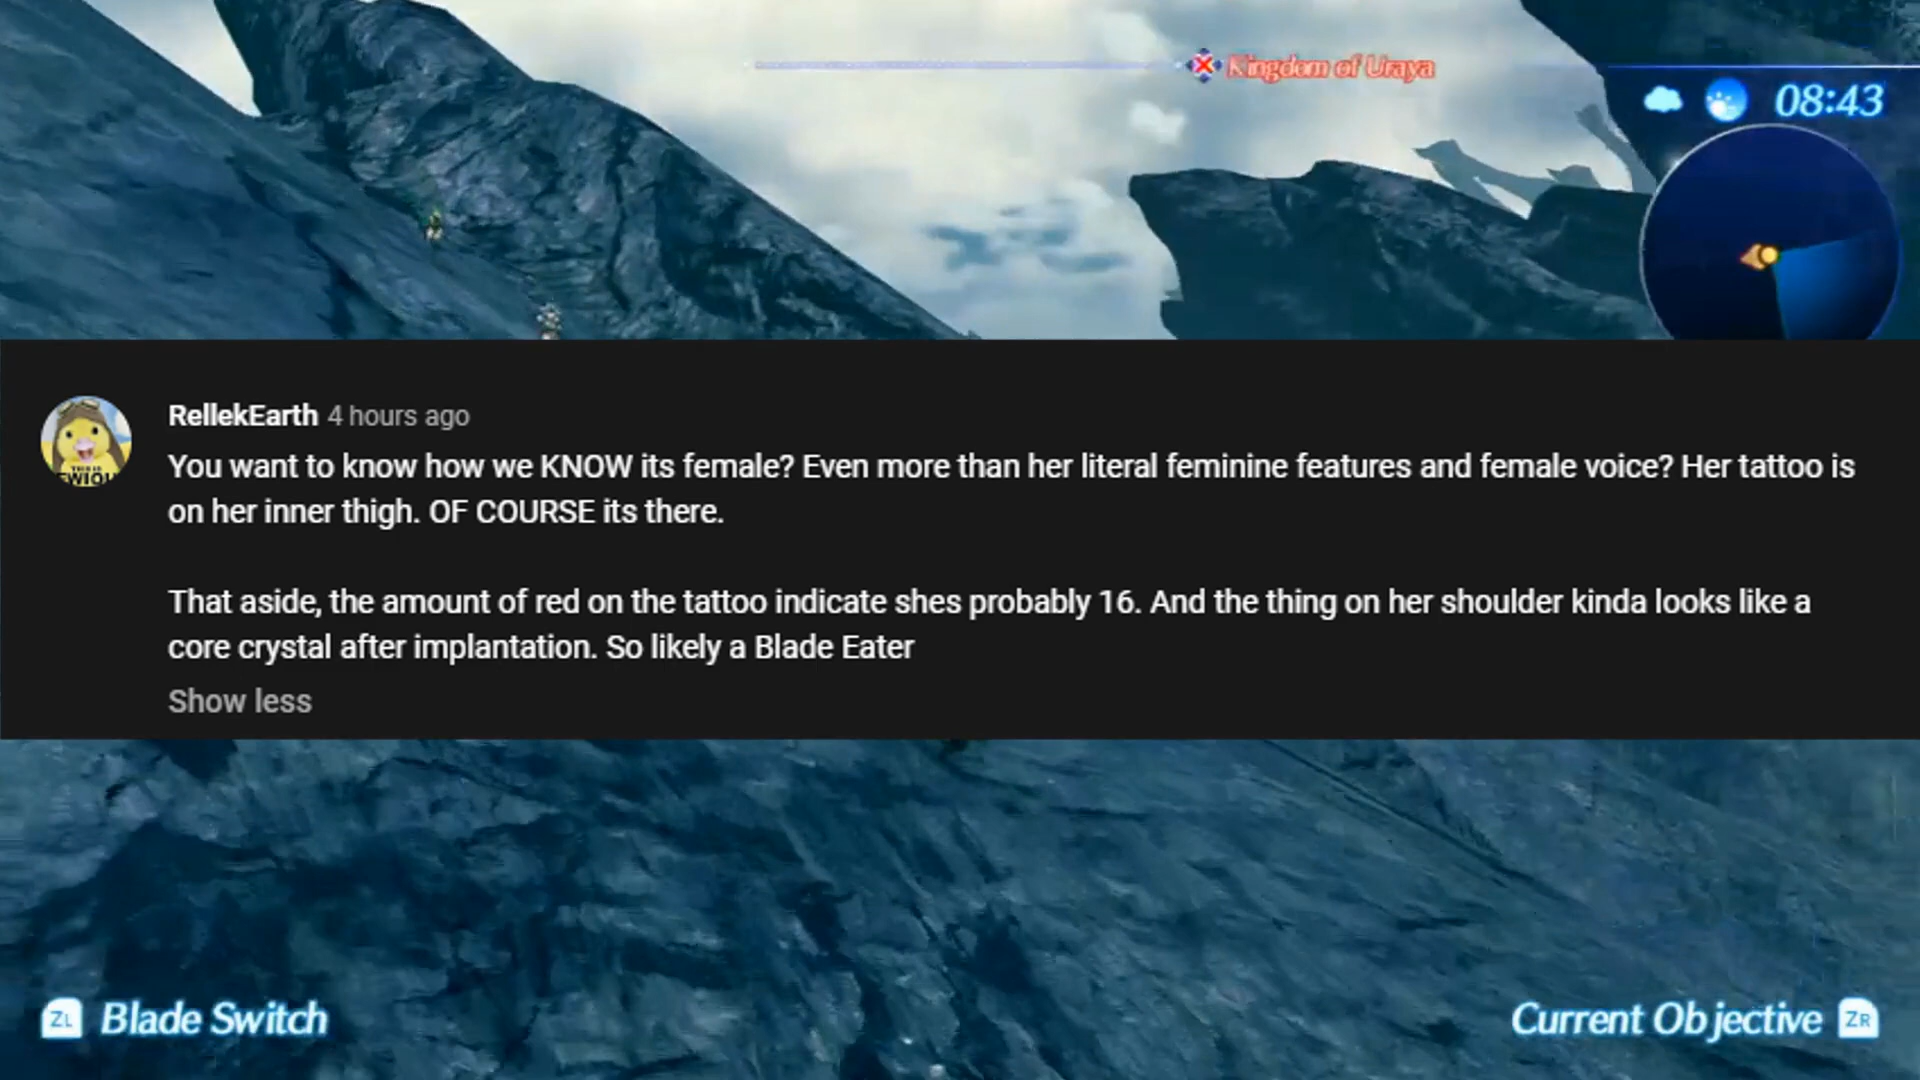 Kingdom of Uraya
08:43
RellekEarth 4 hours ago
You want to know how we KNOW its female? Even more than her literal feminine features and female voice? Her tattoo is
on her inner thigh. OF COURSE its there.
That aside, the amount of red on the tattoo indicate shes probably 16. And the thing on her shoulder kinda looks like a
core crystal after implantation. So likely a Blade Eater
Show less
ZL Blade Switch
Current Objective ZR